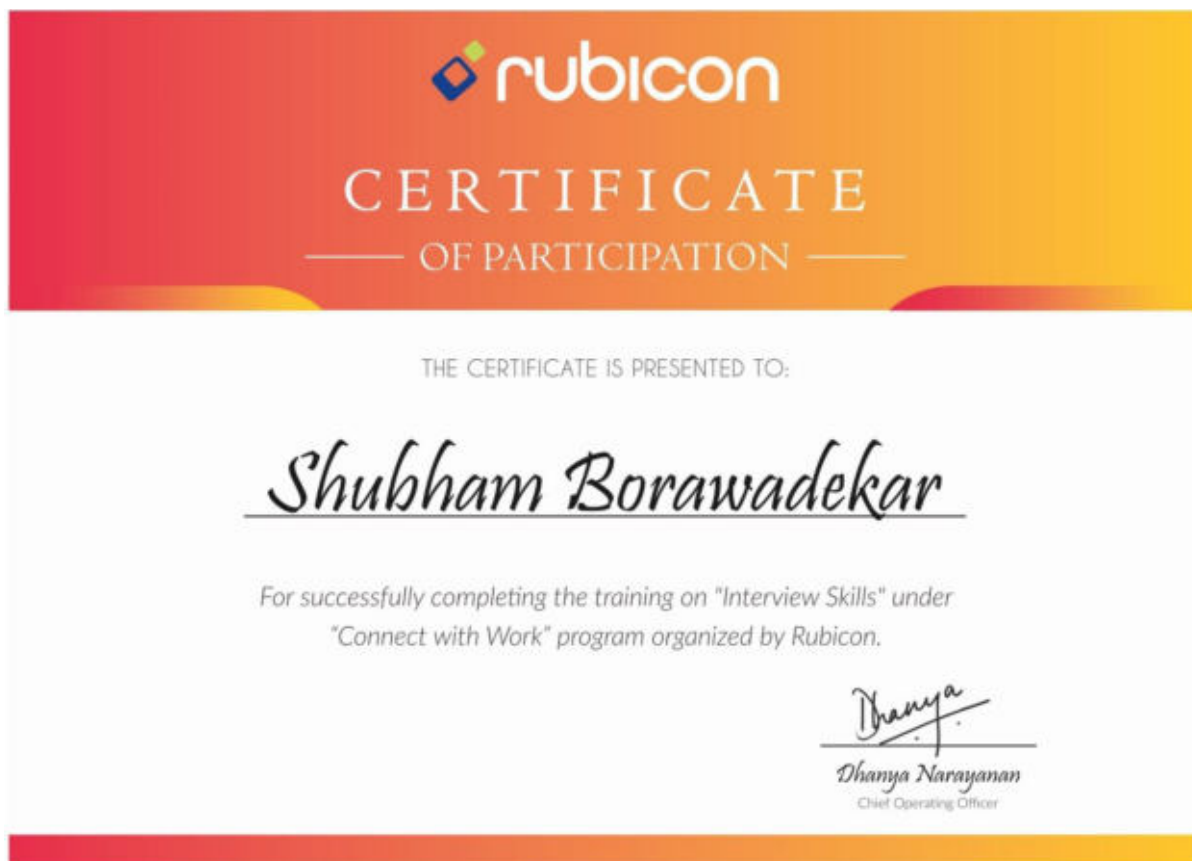 rubicon
CERTIFICATE
OF PARTICIPATION
THE CERTIFICATE IS PRESENTED TO:
Shubham Borawadekar
For successfully completing the training on "Interview Skills" under
"Connect with Work" program organized by Rubicon.
Dhanya
Dhanya Narayanan
Chief Operating Officer